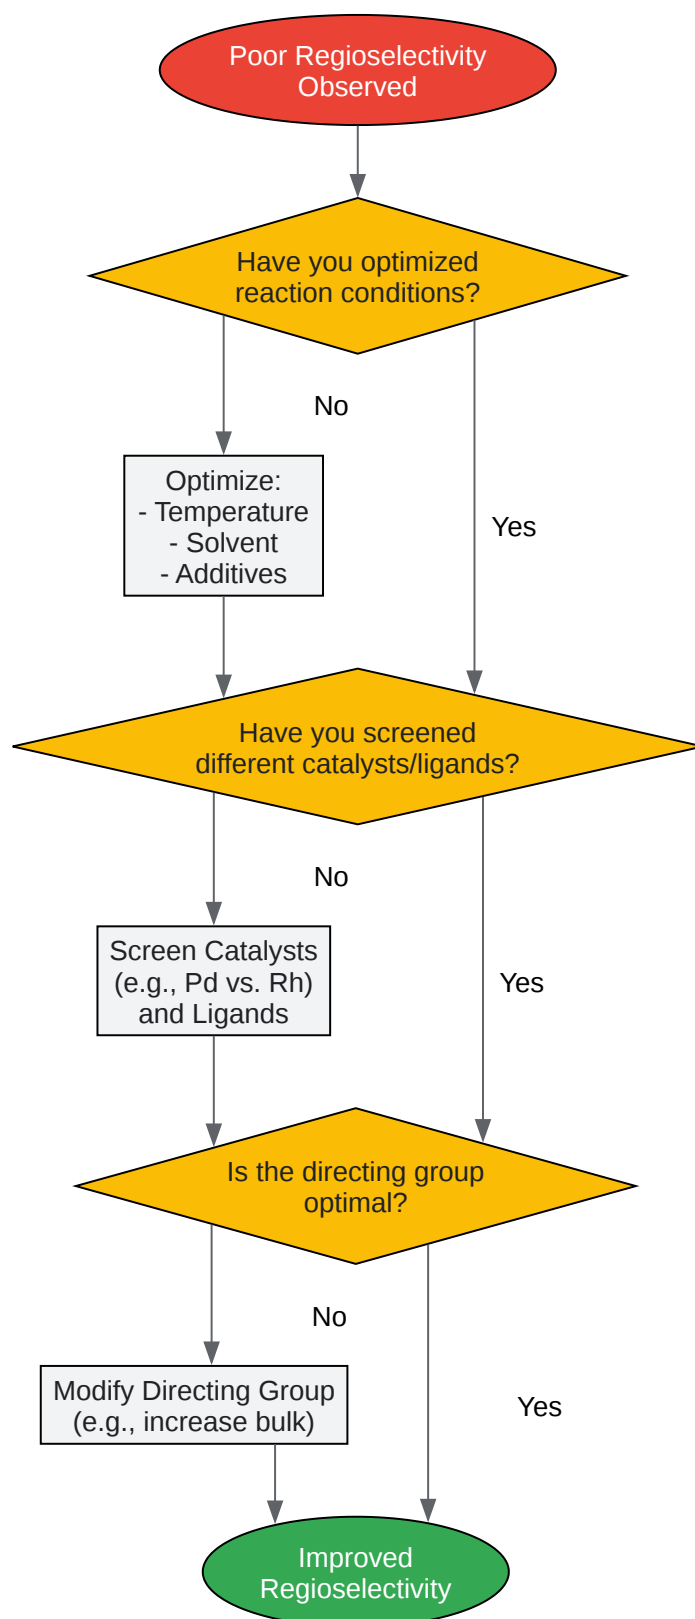 Poor Regioselectivity
Observed
Have you optimized
reaction conditions?
No
Optimize:
- Temperature
- Solvent
- Additives
Yes
Have you screened
different catalysts/ligands?
No
Screen Catalysts
(e.g., Pd vs. Rh)
and Ligands
Yes
Is the directing group
optimal?
No
Modify Directing Group
(e.g., increase bulk)
Yes
Improved
Regioselectivity